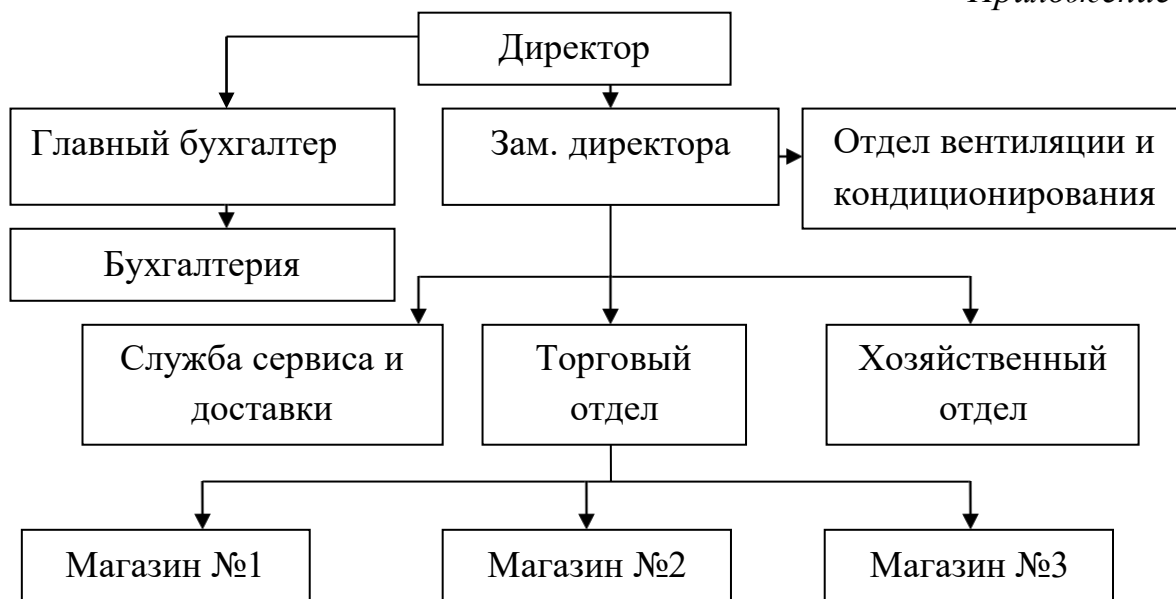 Приложение
Директор
Главный бухгалтер
Зам. директора
Отдел вентиляции и
кондиционирования
Бухгалтерия
Служба сервиса и
доставки
Торговый
отдел
Хозяйственный
отдел
Магазин №1
Магазин №2
Магазин №3